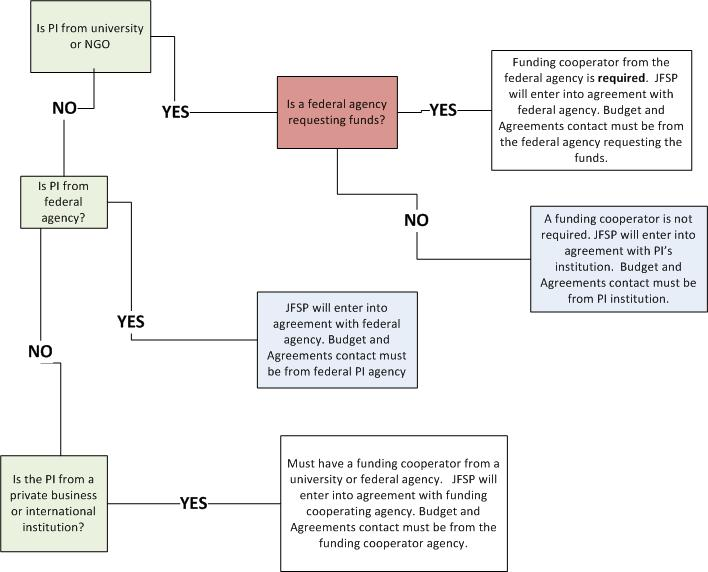 Is PI from university
or NGO
NO
YES
Is a federal agency
requesting funds?
YES
Funding cooperator from the
federal agency is required.  JFSP
will enter into agreement with
federal agency. Budget and
Agreements contact must be from
the federal agency requesting the
funds.
NO
A funding cooperator is not
required. JFSP will enter into
agreement with PI’s
institution.  Budget and
Agreements contact must be
from PI institution.
Is PI from
federal
agency?
YES
JFSP will enter into
agreement with federal
agency. Budget and
Agreements contact must
be from federal PI agency
NO
Is the PI from a
private business
or international
institution?
YES
Must have a funding cooperator from a
university or federal agency.   JFSP will
enter into agreement with funding
cooperating agency. Budget and
Agreements contact must be from the
funding cooperator agency.